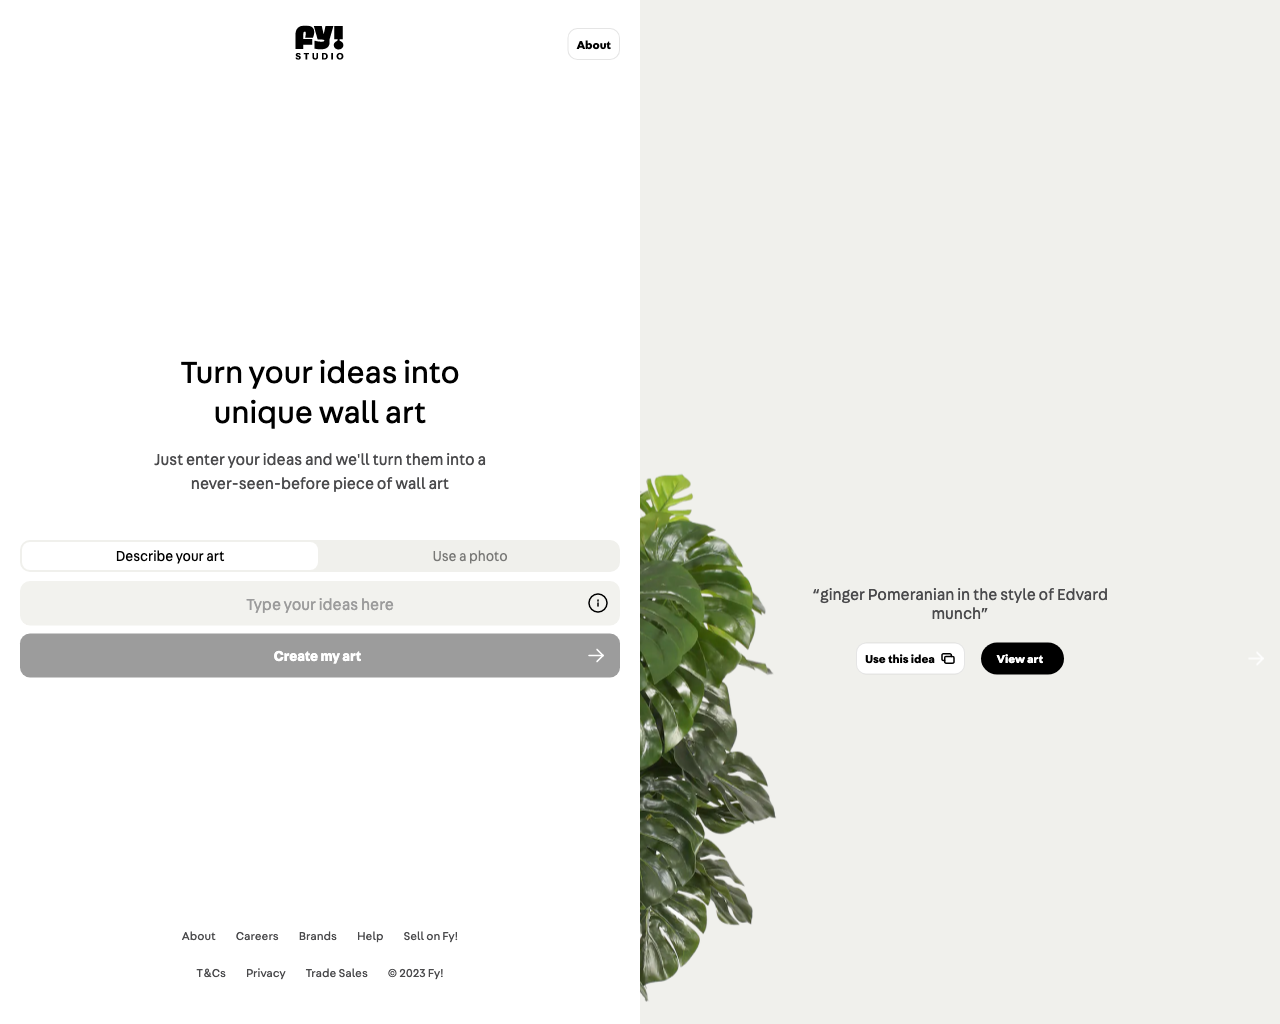 fy!
STUDIO
About
Turn your ideas into
unique wall art
Just enter your ideas and we'll turn them into a
never-seen-before piece of wall art
Describe your art
Use a photo
Type your ideas here
Create my art
“ginger Pomeranian in the style of Edvard
munch”
Use this idea
View art
About Careers Brands Help Sell on Fy!
T&Cs Privacy Trade Sales © 2023 Fy!